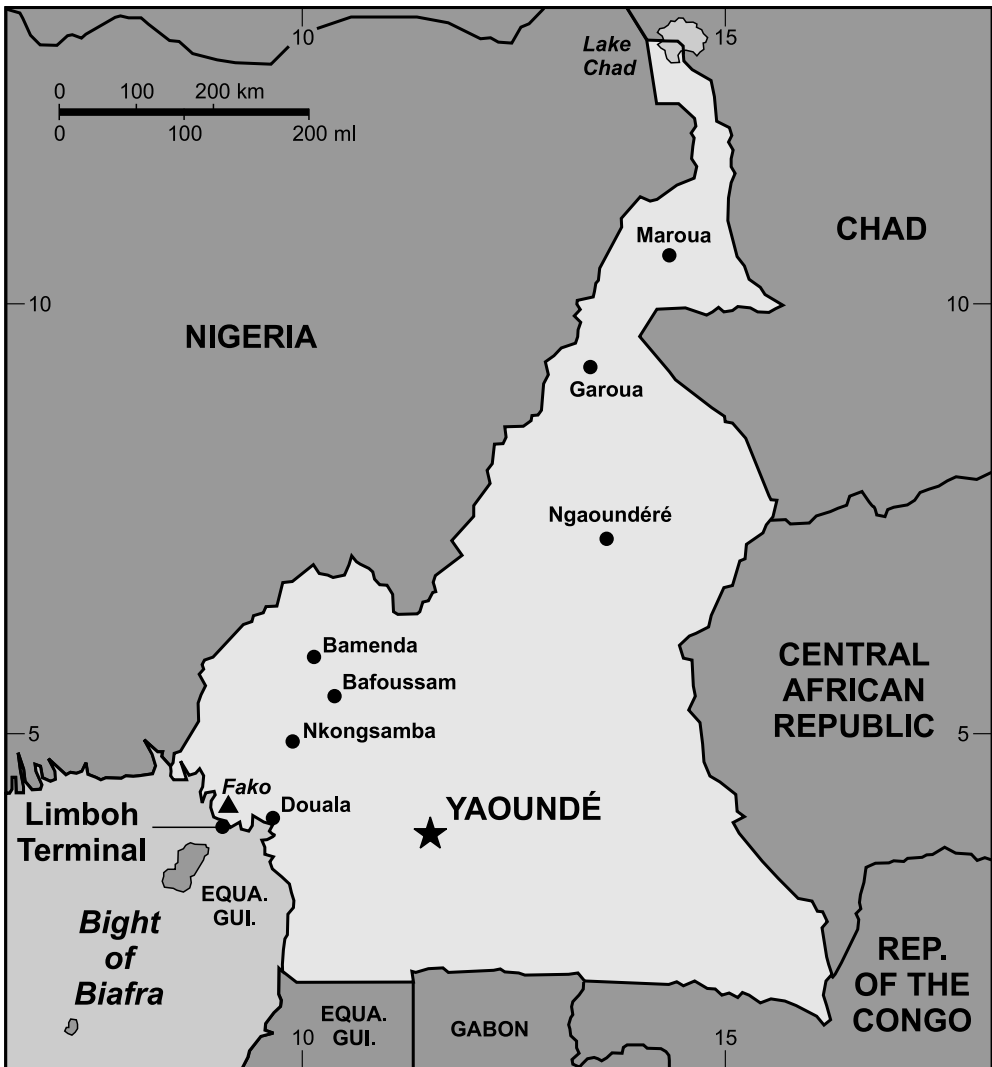 10
15
Lake
Chad
0 100 200 km
0 100 200 ml
Maroua
CHAD
10
10
NIGERIA
Garoua
Ngaoundéré
Bamenda
CENTRAL
AFRICAN
REPUBLIC
Bafoussam
Nkongsamba
5
5
Fako
Douala
YAOUNDÉ
Limboh
Terminal
EQUA.
GUI.
Bight
of
Biafra
REP.
OF THE
CONGO
EQUA.
GUI.
GABON
10
15